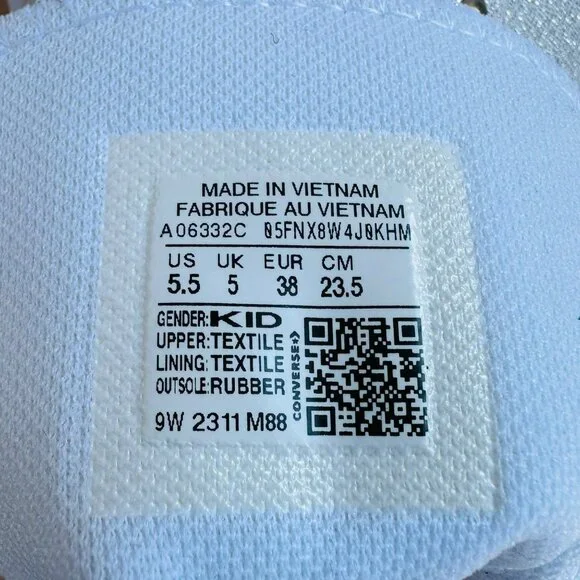 MADE IN VIETNAM
FABRIQUE AU VIETNAM
A06332C 05FNX8W4J0KHM
US UK EUR CM
5.5 5 38 23.5
GENDER:KID
UPPER:TEXTILE
LINING:TEXTILE
OUTSOLE:RUBBER
CONVERSE
9W 2311 M88